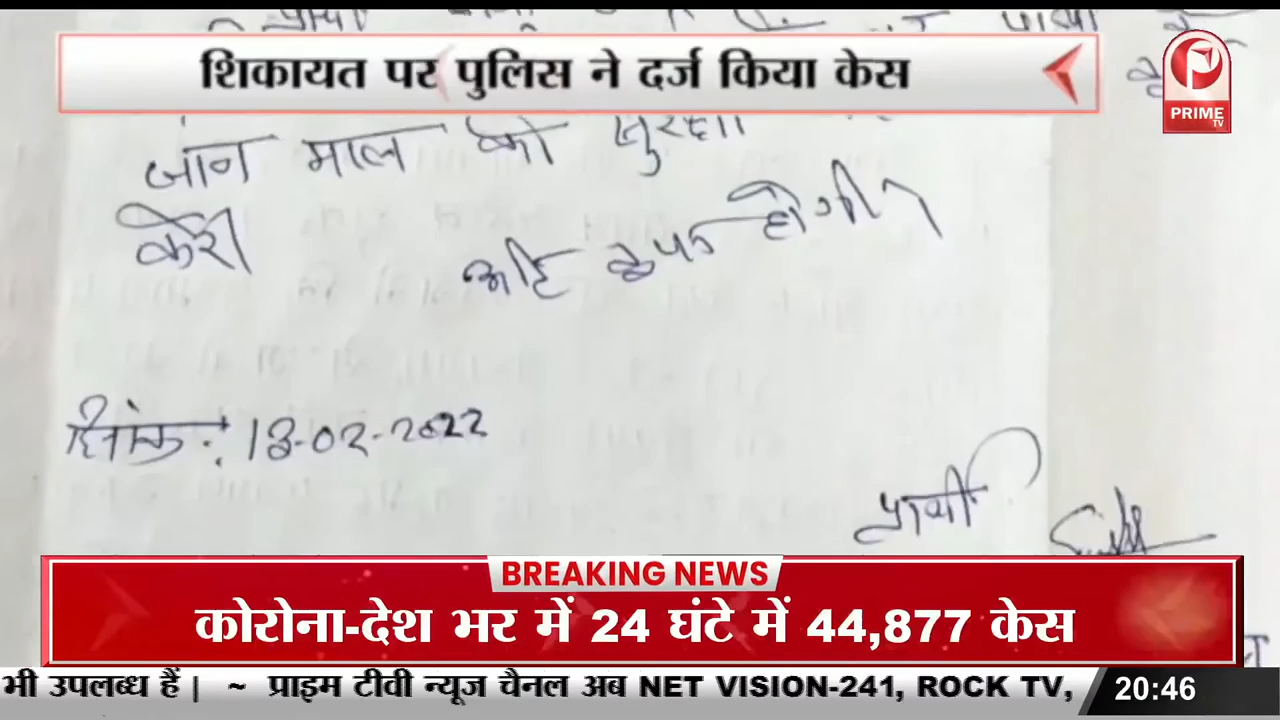 शिकायत पर पुलिस ने दर्ज किया केस
PRIME
TV
जान माल की सुरक्षा
करी
अति कृपा होगी।
दिनांक : 13-02-2022
प्रार्थी
BREAKING NEWS
कोरोना-देश भर में 24 घंटे में 44,877 केस
भी उपलब्ध हैं | ~ प्राइम टीवी न्यूज चैनल अब NET VISION-241, ROCK TV,
20:46